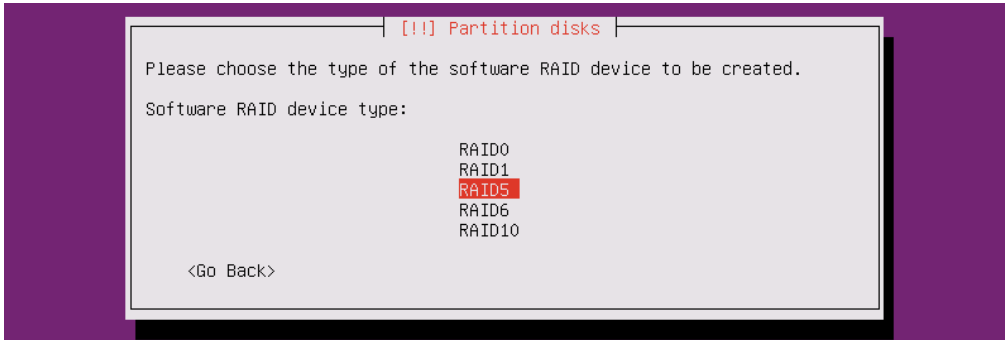 [!!] Partition disks
Please choose the type of the software RAID device to be created.
Software RAID device type:
RAID0
RAID1
RAID5
RAID6
RAID10
<Go Back>